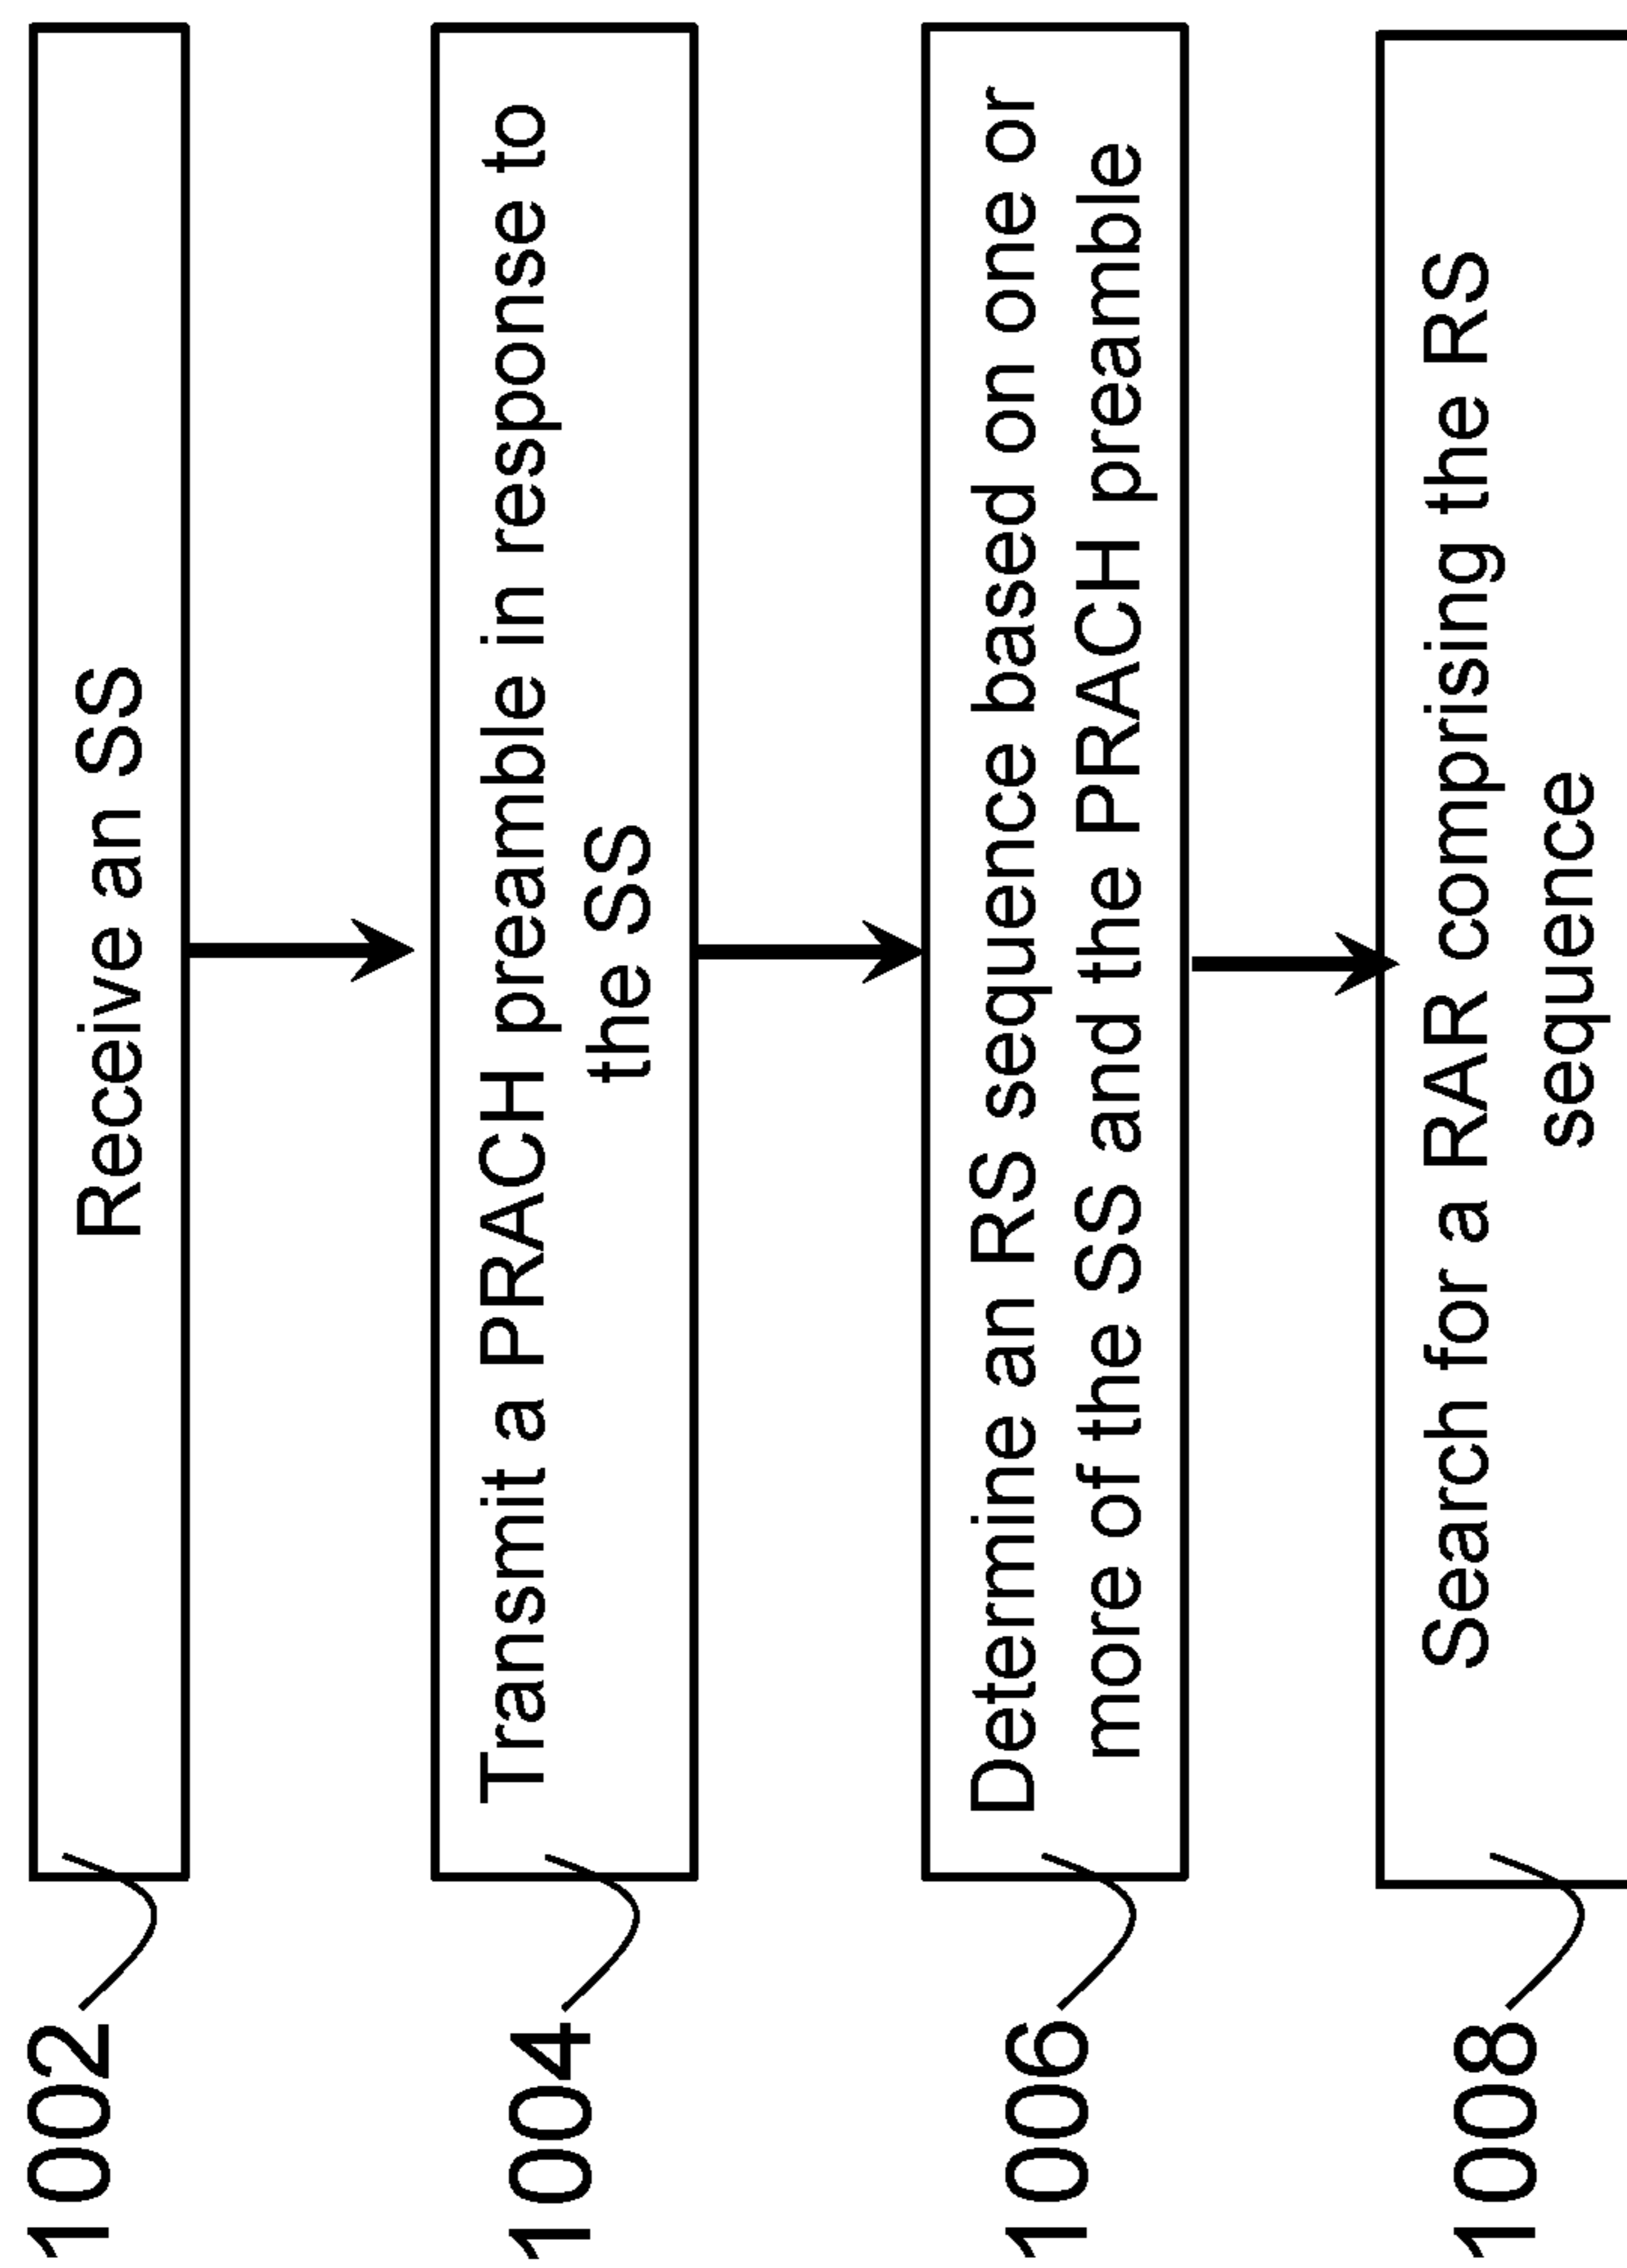 1002
Receive an SS
1004
Transmit a PRACH preamble in response to
the SS
1006
Determine an RS sequence based on one or
more of the SS and the PRACH preamble
1008
Search for a RAR comprising the RS
sequence